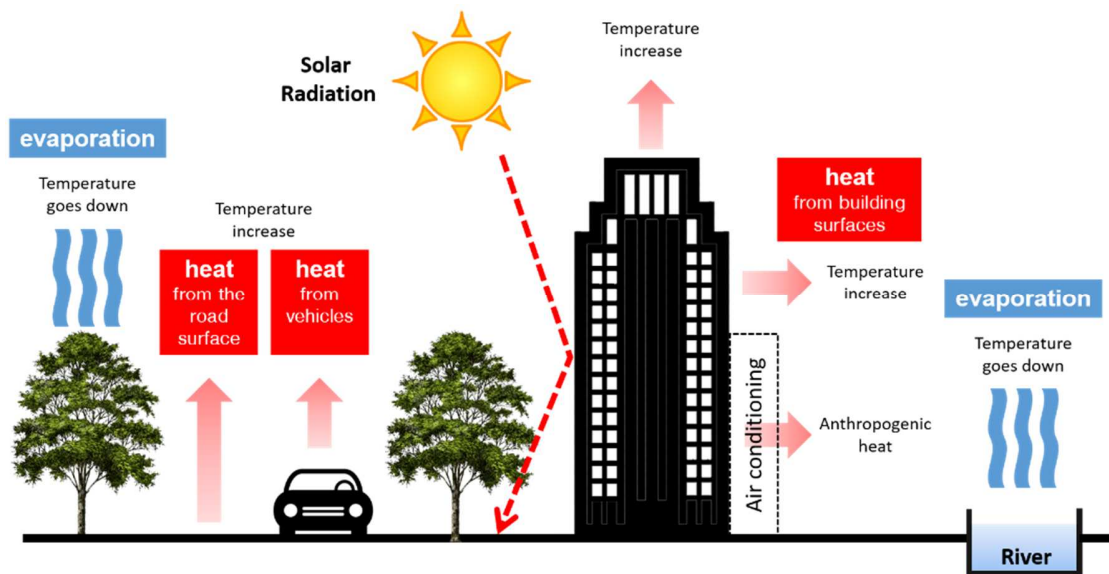 Temperature
increase
Solar
Radiation
evaporation
Temperature
goes down
Temperature
increase
heat
from the
road
surface
heat
from
vehicles
heat
from building
surfaces
Temperature
increase
Air conditioning
Anthropogenic
heat
evaporation
Temperature
goes down
River